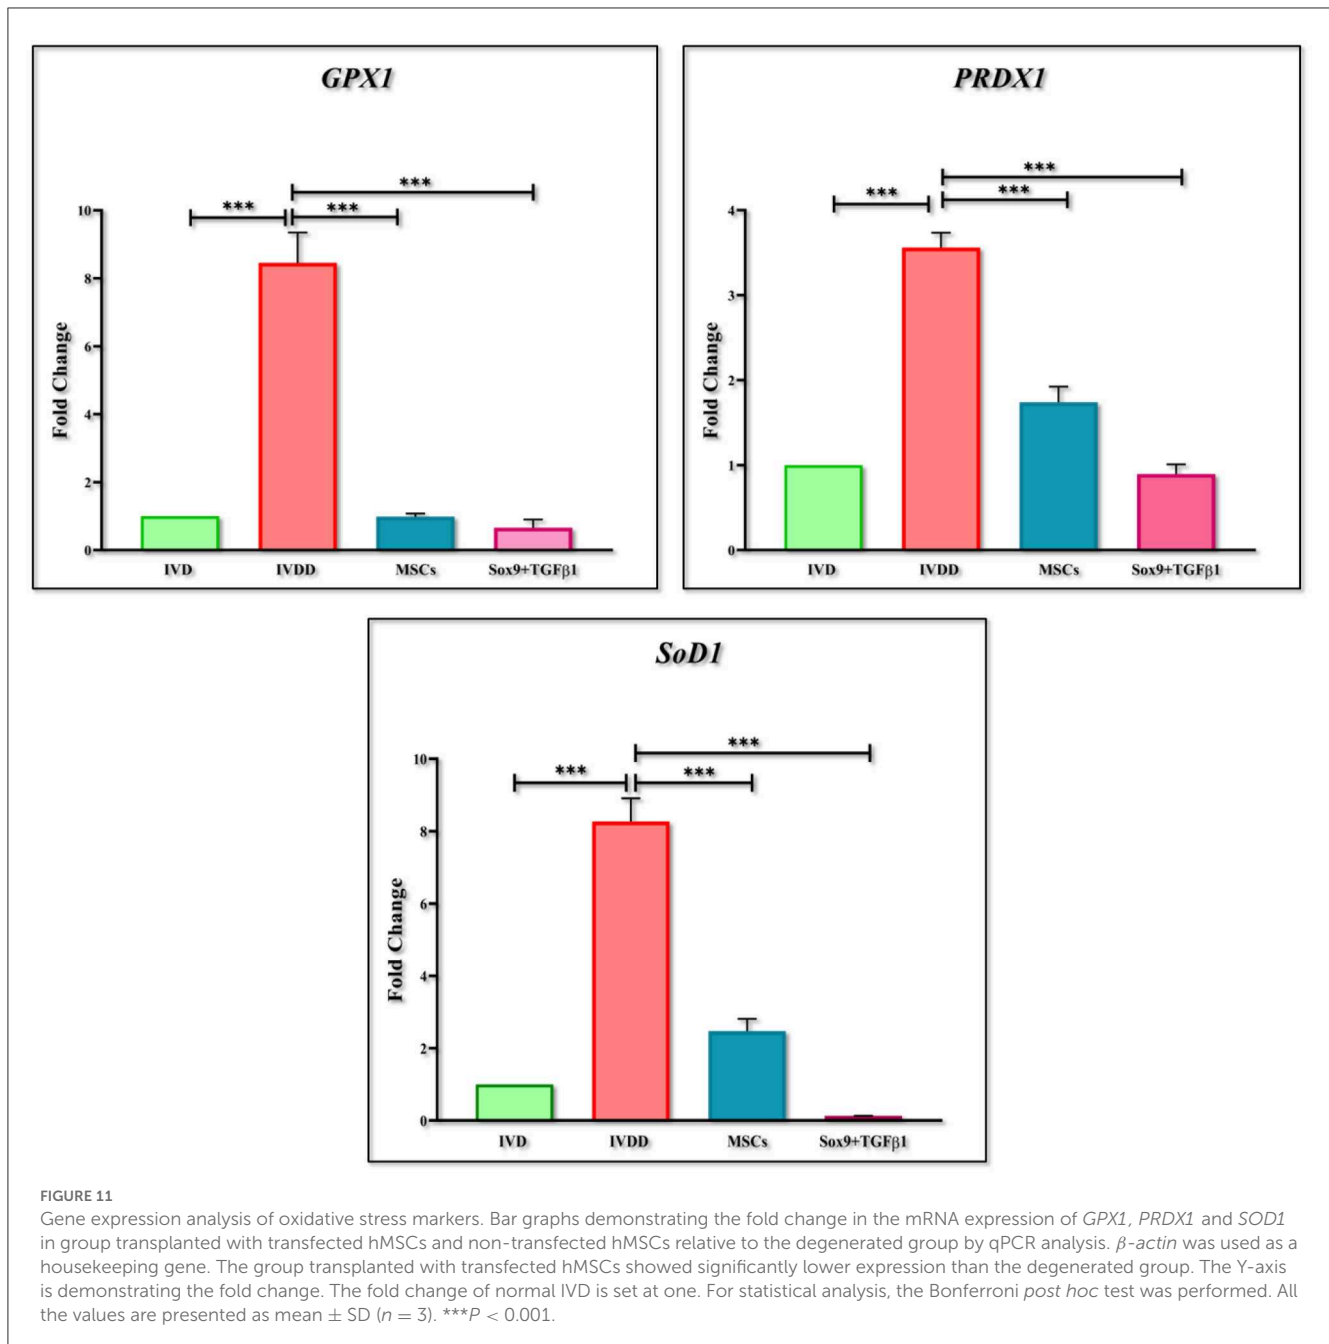 GPX1
***
***
***
10
8
6
4
2
0
Fold Change
IVD
IVDD
MSCs
Sox9+TGFβ1
PRDX1
***
***
***
4
3
2
1
0
Fold Change
IVD
IVDD
MSCs
Sox9+TGFβ1
SoD1
***
***
***
10
8
6
4
2
0
Fold Change
IVD
IVDD
MSCs
Sox9+TGFβ1
FIGURE 11
Gene expression analysis of oxidative stress markers. Bar graphs demonstrating the fold change in the mRNA expression of GPX1, PRDX1 and SOD1
in group transplanted with transfected hMSCs and non-transfected hMSCs relative to the degenerated group by qPCR analysis. β-actin was used as a
housekeeping gene. The group transplanted with transfected hMSCs showed significantly lower expression than the degenerated group. The Y-axis
is demonstrating the fold change. The fold change of normal IVD is set at one. For statistical analysis, the Bonferroni post hoc test was performed. All
the values are presented as mean ± SD (n = 3). ***P < 0.001.